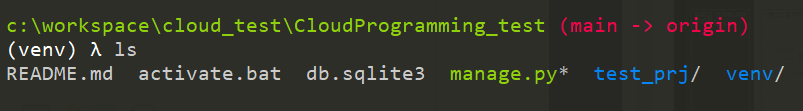 c:\workspace\cloud_test\CloudProgramming_test (main -> origin)
(venv) λ ls
README.md  activate.bat  db.sqlite3  manage.py*  test_prj/  venv/